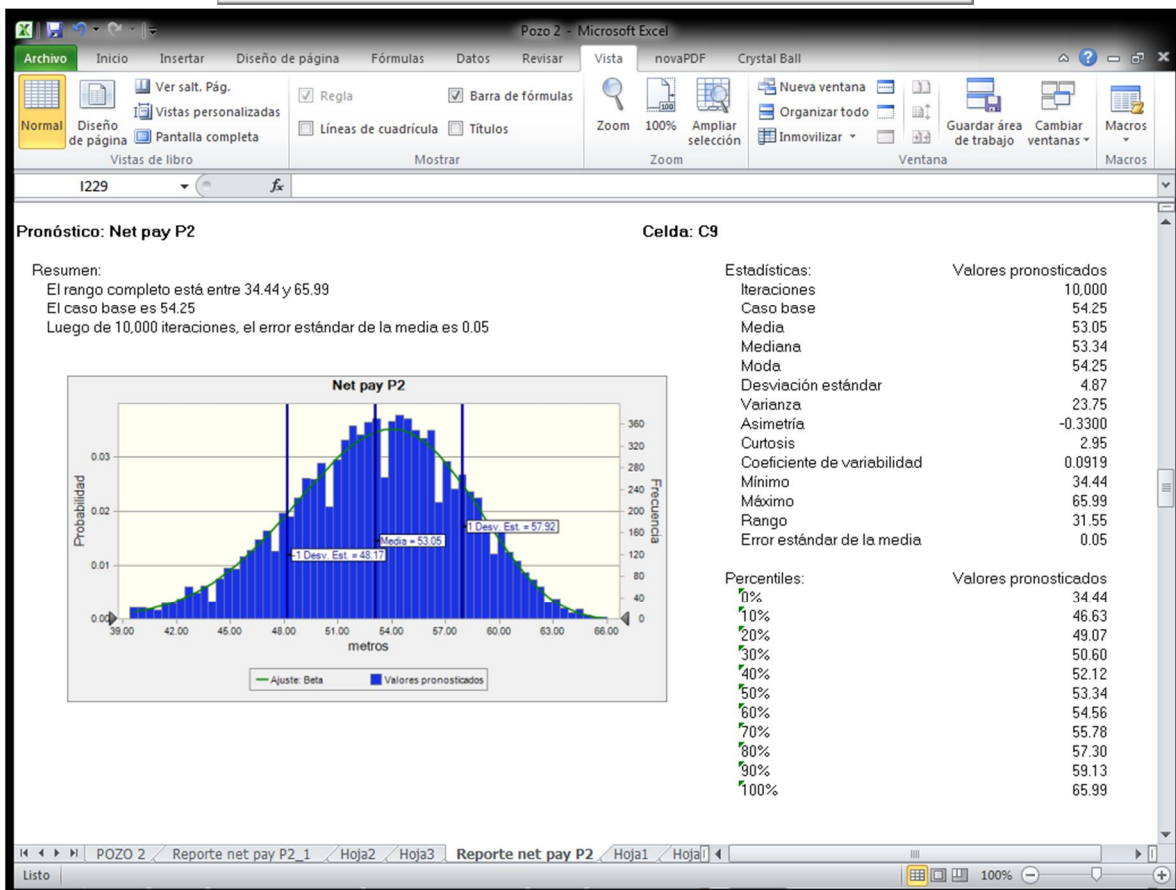 Pozo 2 - Microsoft Excel
Archivo Inicio Insertar Diseño de página Fórmulas Datos Revisar Vista novaPDF Crystal Ball
Normal
Diseño de página
Ver salt. Pág.
Vistas personalizadas
Pantalla completa
Vistas de libro
Regla
Barra de fórmulas
Líneas de cuadrícula
Títulos
Mostrar
Zoom
100%
Ampliar selección
Zoom
Nueva ventana
Organizar todo
Inmovilizar
Guardar área de trabajo
Cambiar ventanas
Ventana
Macros
Macros
I229 fx
Pronóstico: Net pay P2 Celda: C9
Resumen:
El rango completo está entre 34.44 y 65.99
El caso base es 54.25
Luego de 10,000 iteraciones, el error estándar de la media es 0.05
Net pay P2
Probabilidad
0.03
0.02
0.01
0.00
360
320
280
240
200
160
120
80
40
0
Frecuencia
-1 Desv. Est. = 48.17
Media = 53.05
1 Desv. Est. = 57.92
39.00 42.00 45.00 48.00 51.00 54.00 57.00 60.00 63.00 66.00
metros
Ajuste: Beta Valores pronosticados
Estadísticas: Valores pronosticados
Iteraciones 10,000
Caso base 54.25
Media 53.05
Mediana 53.34
Moda 54.25
Desviación estándar 4.87
Varianza 23.75
Asimetría -0.3300
Curtosis 2.95
Coeficiente de variabilidad 0.0919
Mínimo 34.44
Máximo 65.99
Rango 31.55
Error estándar de la media 0.05
Percentiles: Valores pronosticados
0% 34.44
10% 46.63
20% 49.07
30% 50.60
40% 52.12
50% 53.34
60% 54.56
70% 55.78
80% 57.30
90% 59.13
100% 65.99
POZO 2 Reporte net pay P2_1 Hoja2 Hoja3 Reporte net pay P2 Hoja1 Hoja
Listo 100%